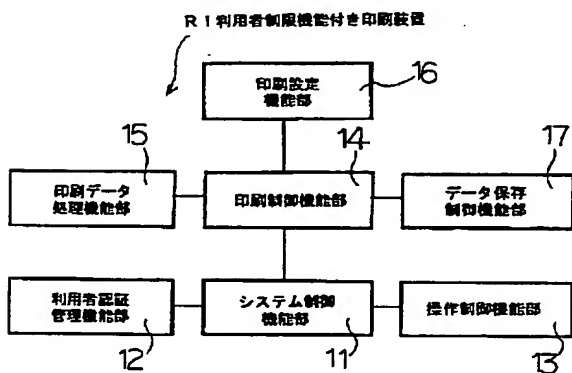 R1利用者制限機能付き印刷装置
16
印刷設定
機能部
15
14
17
印刷データ
処理機能部
印刷制御機能部
データ保存
制御機能部
利用者認証
管理機能部
システム制御
機能部
操作制御機能部
12
11
13